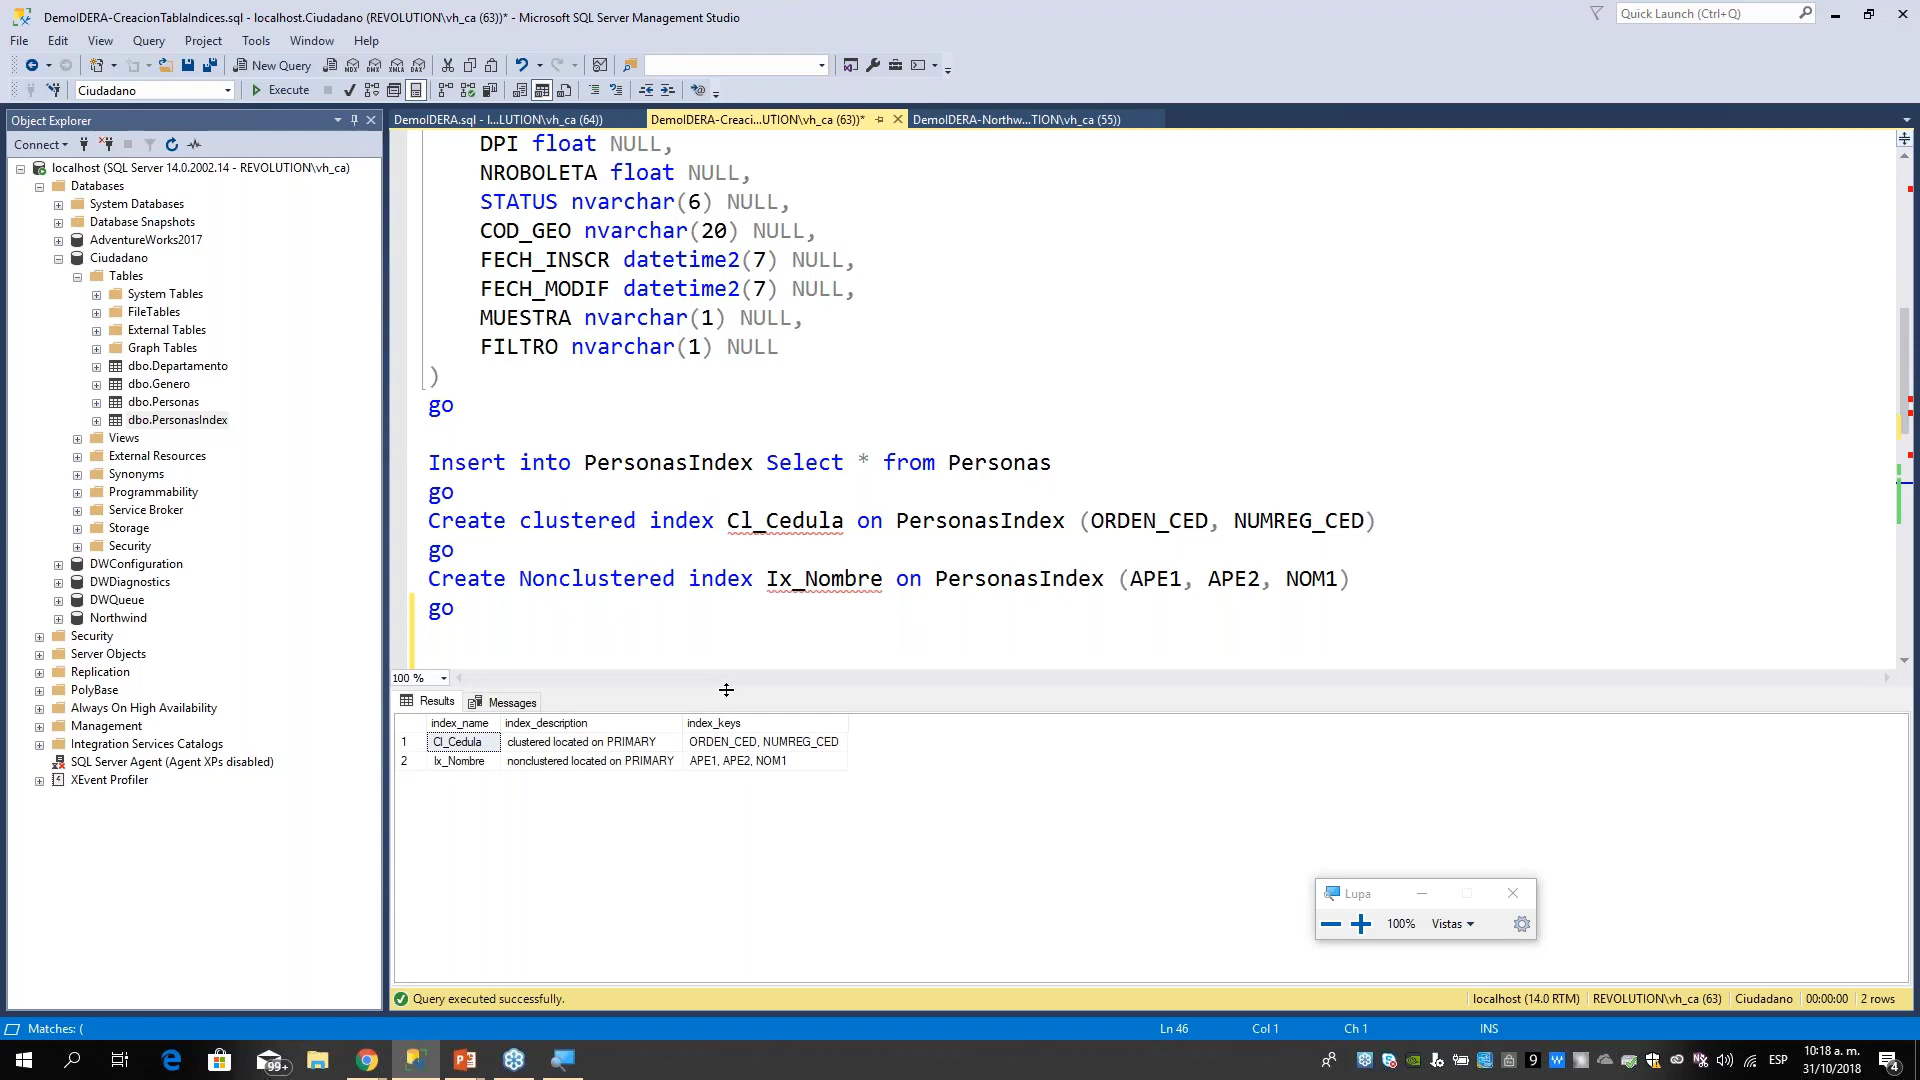 DemoIDERA-CreacionTablaIndices.sql - localhost.Ciudadano (REVOLUTION\vh_ca (63))* - Microsoft SQL Server Management Studio
Quick Launch (Ctrl+Q)
File Edit View Query Project Tools Window Help
New Query
MDX DMX XMLA DAX
Ciudadano
Execute
Object Explorer
Connect
localhost (SQL Server 14.0.2002.14 - REVOLUTION\vh_ca)
Databases
System Databases
Database Snapshots
AdventureWorks2017
Ciudadano
Tables
System Tables
FileTables
External Tables
Graph Tables
dbo.Departamento
dbo.Genero
dbo.Personas
dbo.PersonasIndex
Views
External Resources
Synonyms
Programmability
Service Broker
Storage
Security
DWConfiguration
DWDiagnostics
DWQueue
Northwind
Security
Server Objects
Replication
PolyBase
Always On High Availability
Management
Integration Services Catalogs
SQL Server Agent (Agent XPs disabled)
XEvent Profiler
DemoIDERA.sql - l...LUTION\vh_ca (64))
DemoIDERA-Creaci...UTION\vh_ca (63))*
DemoIDERA-Northw...TION\vh_ca (55))
DPI float NULL,
NROBOLETA float NULL,
STATUS nvarchar(6) NULL,
COD_GEO nvarchar(20) NULL,
FECH_INSCR datetime2(7) NULL,
FECH_MODIF datetime2(7) NULL,
MUESTRA nvarchar(1) NULL,
FILTRO nvarchar(1) NULL
)
go
Insert into PersonasIndex Select * from Personas
go
Create clustered index Cl_Cedula on PersonasIndex (ORDEN_CED, NUMREG_CED)
go
Create Nonclustered index Ix_Nombre on PersonasIndex (APE1, APE2, NOM1)
go
100 %
Results Messages
index_name index_description index_keys
1 Cl_Cedula clustered located on PRIMARY ORDEN_CED, NUMREG_CED
2 Ix_Nombre nonclustered located on PRIMARY APE1, APE2, NOM1
Lupa
100% Vistas
Query executed successfully.
localhost (14.0 RTM) REVOLUTION\vh_ca (63) Ciudadano 00:00:00 2 rows
Matches: (
Ln 46 Col 1 Ch 1 INS
99+
9
ESP
10:18 a. m.
31/10/2018
4